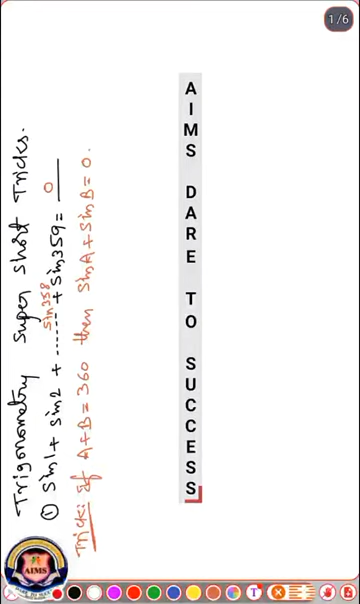 1/6
Trigonometry super short Tricks.
① sin1 + sin2 + ...... sin358 + sin359 = 0
Trick: If A+B=360 then sinA + sinB = 0.
AIMS DARE TO SUCCESS
AIMS
T